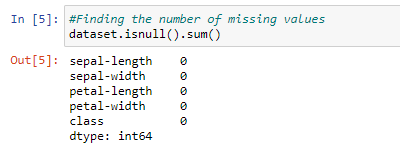 In [5]: #Finding the number of missing values
dataset.isnull().sum()
Out[5]: sepal-length 0
sepal-width 0
petal-length 0
petal-width 0
class 0
dtype: int64